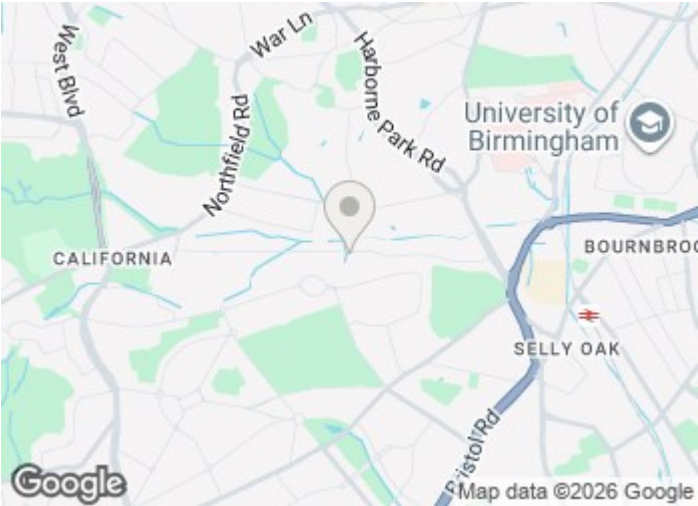 West Blvd
War Ln
Harborne Park Rd
Northfield Rd
University of
Birmingham
CALIFORNIA
BOURNBROO
SELLY OAK
Bristol Rd
Google
Map data ©2026 Google